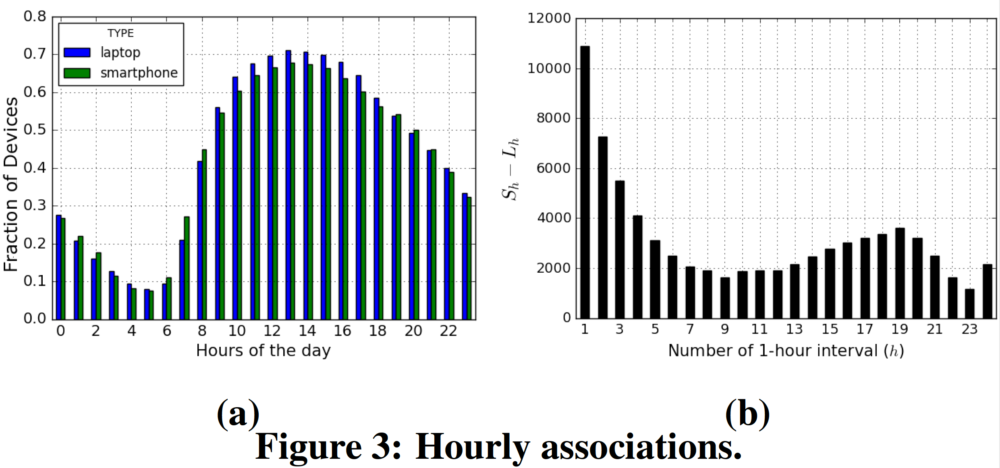 0.8
0.7
0.6
0.5
0.4
0.3
0.2
0.1
0.0
Fraction of Devices
TYPE
laptop
smartphone
0 2 4 6 8 10 12 14 16 18 20 22
Hours of the day
(a)
12000
10000
8000
6000
4000
2000
0
S_h − L_h
1 3 5 7 9 11 13 15 17 19 21 23
Number of 1-hour interval (h)
(b)
Figure 3: Hourly associations.